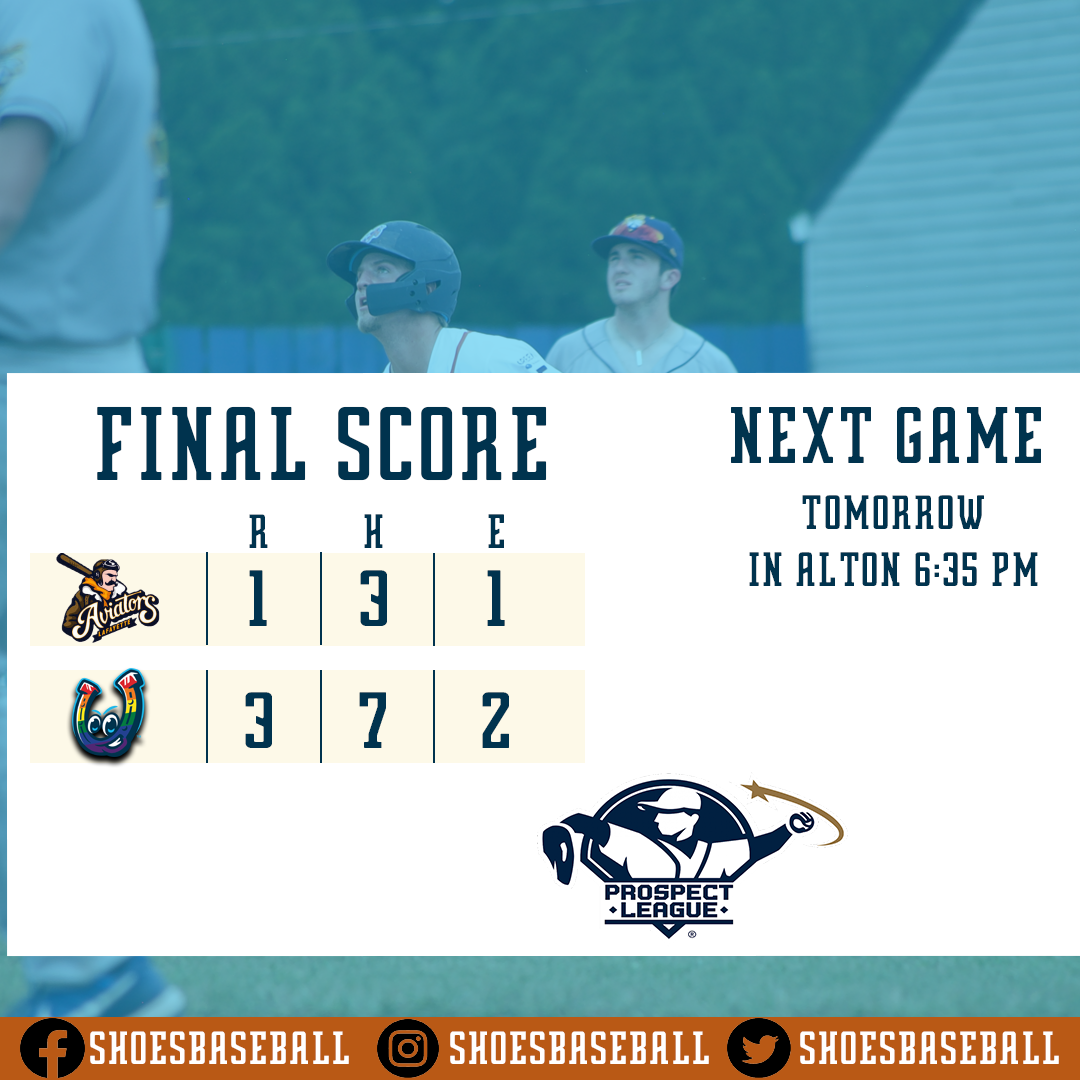 FINAL SCORE
R H E
Aviators
LAFAYETTE
1 3 1
3 7 2
NEXT GAME
TOMORROW
IN ALTON 6:35 PM
PROSPECT
LEAGUE
®
SHOESBASEBALL SHOESBASEBALL SHOESBASEBALL